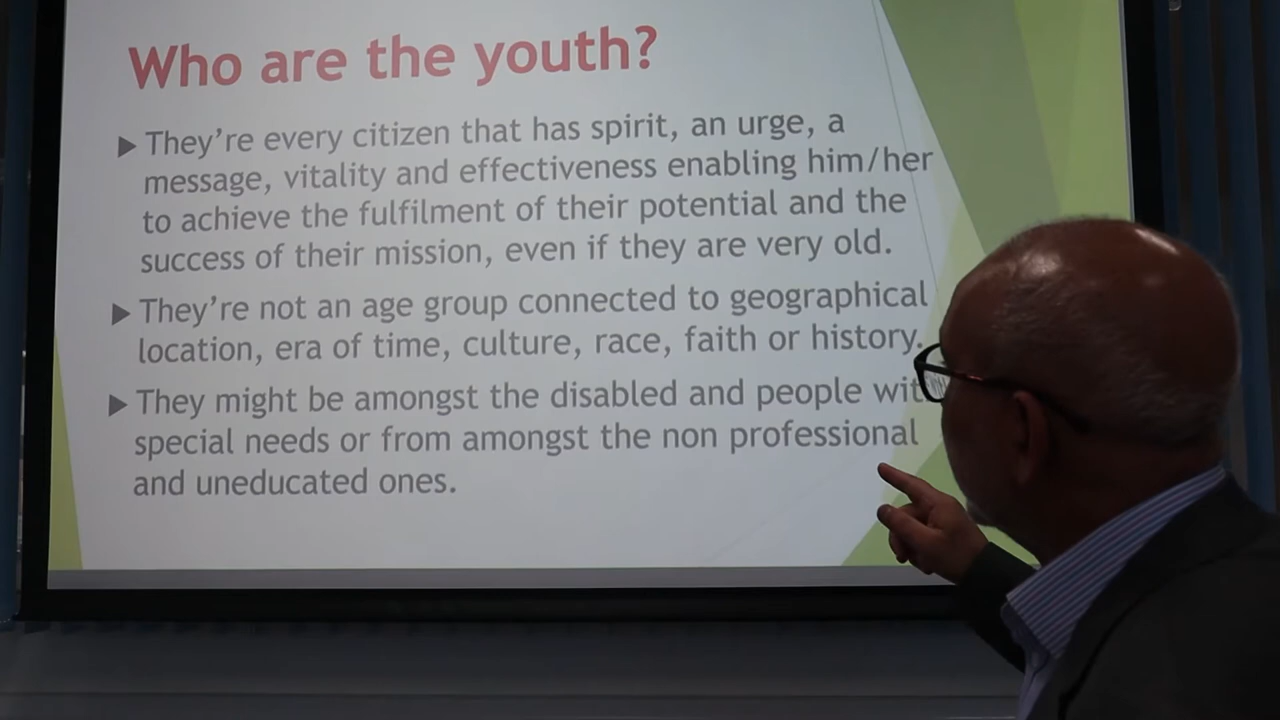 Who are the youth?
They're every citizen that has spirit, an urge, a
message, vitality and effectiveness enabling him/her
to achieve the fulfilment of their potential and the
success of their mission, even if they are very old.
They're not an age group connected to geographical
location, era of time, culture, race, faith or history.
They might be amongst the disabled and people wit
special needs or from amongst the non professional
and uneducated ones.